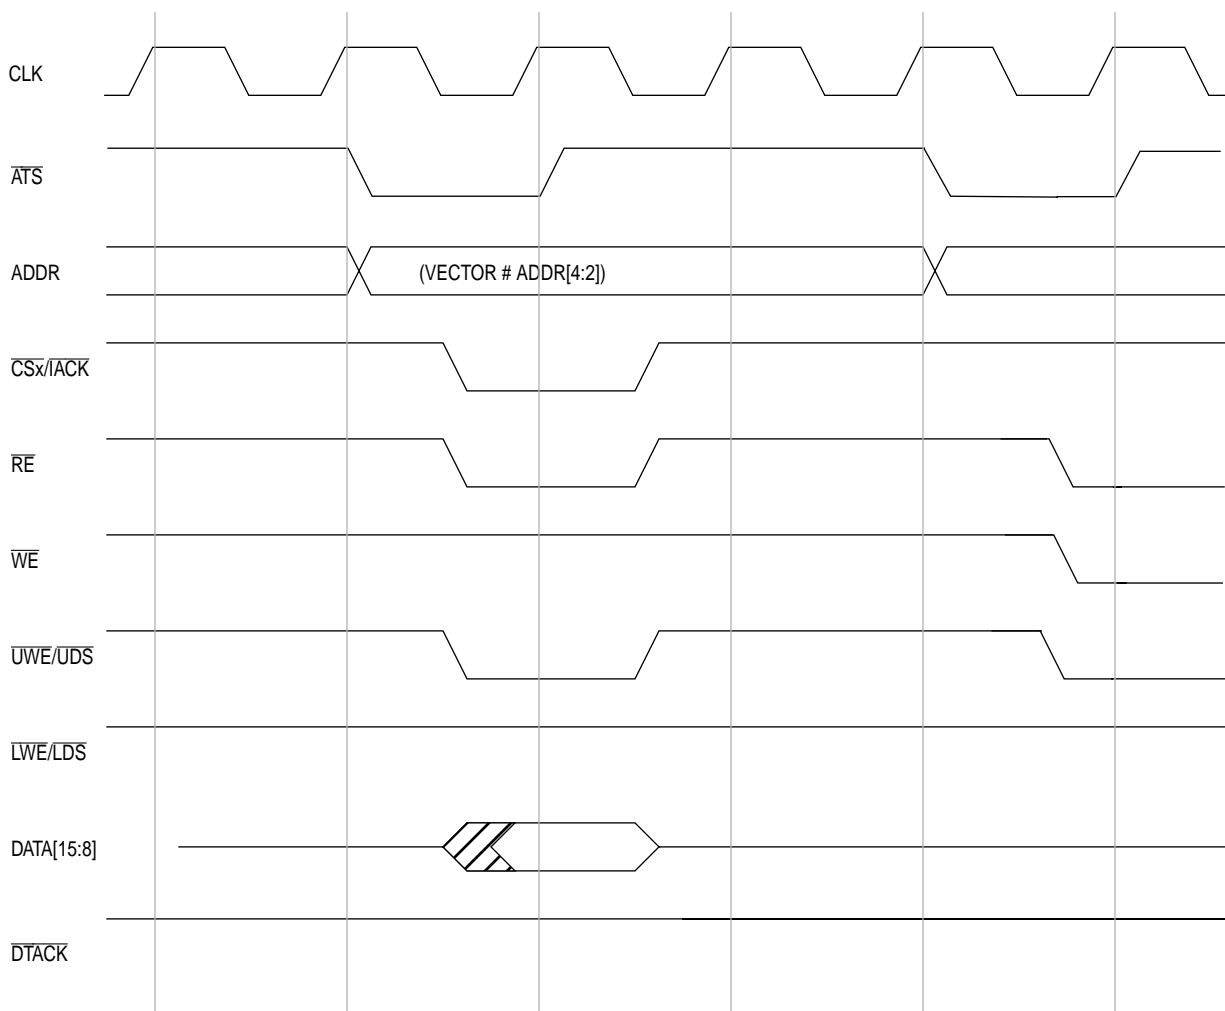 CLK
ATS
ADDR
(VECTOR # ADDR[4:2])
CSx/IACK
RE
WE
UWE/UDS
LWE/LDS
DATA[15:8]
DTACK